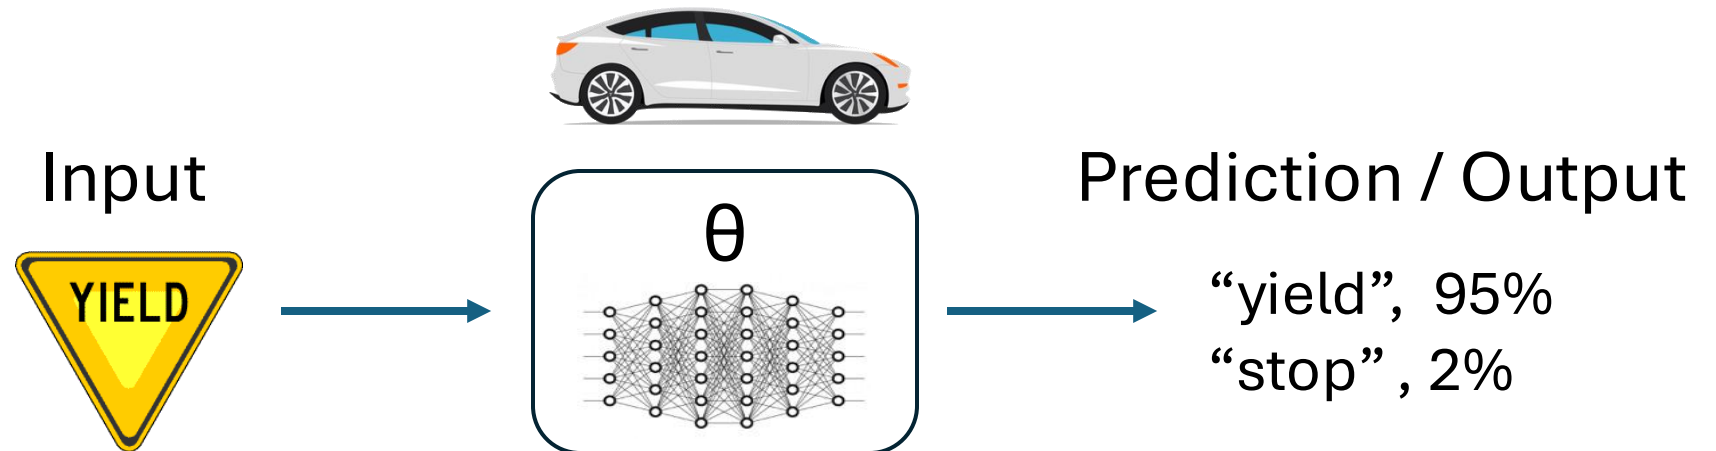 Input
YIELD
θ
Prediction / Output
“yield”, 95%
“stop” , 2%